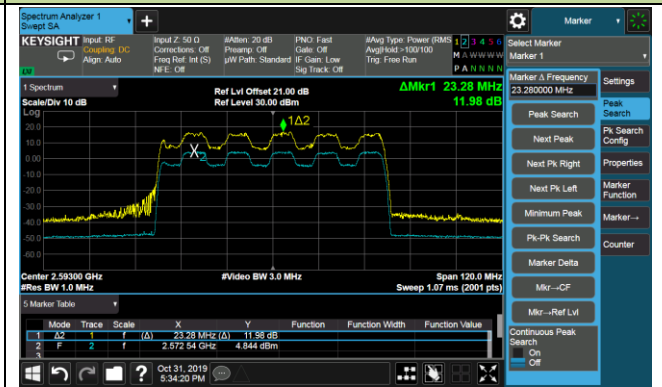 Spectrum Analyzer 1
Swept SA
Marker
KEYSIGHT
Input: RF
Coupling: DC
Align: Auto
Input Z: 50 Ω
Corrections: Off
Freq Ref: Int (S)
NFE: Off
#Atten: 20 dB
Preamp: Off
µW Path: Standard
PNO: Fast
Gate: Off
IF Gain: Low
Sig Track: Off
#Avg Type: Power (RMS
Avg|Hold:>100/100
Trig: Free Run
1 2 3 4 5 6
M A W W W W
P A N N N N
Select Marker
Marker 1
1 Spectrum
Scale/Div 10 dB
Ref Lvl Offset 21.00 dB
Ref Level 30.00 dBm
ΔMkr1 23.28 MHz
11.98 dB
Log
20.0
10.0
0.00
-10.0
-20.0
-30.0
-40.0
-50.0
-60.0
1Δ2
X2
Center 2.59300 GHz
#Res BW 1.0 MHz
#Video BW 3.0 MHz
Span 120.0 MHz
Sweep 1.07 ms (2001 pts)
5 Marker Table
Mode Trace Scale X Y Function Function Width Function Value
1 Δ2 1 f (Δ) 23.28 MHz (Δ) 11.98 dB
2 F 2 f 2.572 54 GHz 4.844 dBm
3
Oct 31, 2019
5:34:20 PM
Marker Δ Frequency
23.280000 MHz
Peak Search
Next Peak
Next Pk Right
Next Pk Left
Minimum Peak
Pk-Pk Search
Marker Delta
Mkr→CF
Mkr→Ref Lvl
Continuous Peak
Search
On
Off
Settings
Peak
Search
Pk Search
Config
Properties
Marker
Function
Marker→
Counter